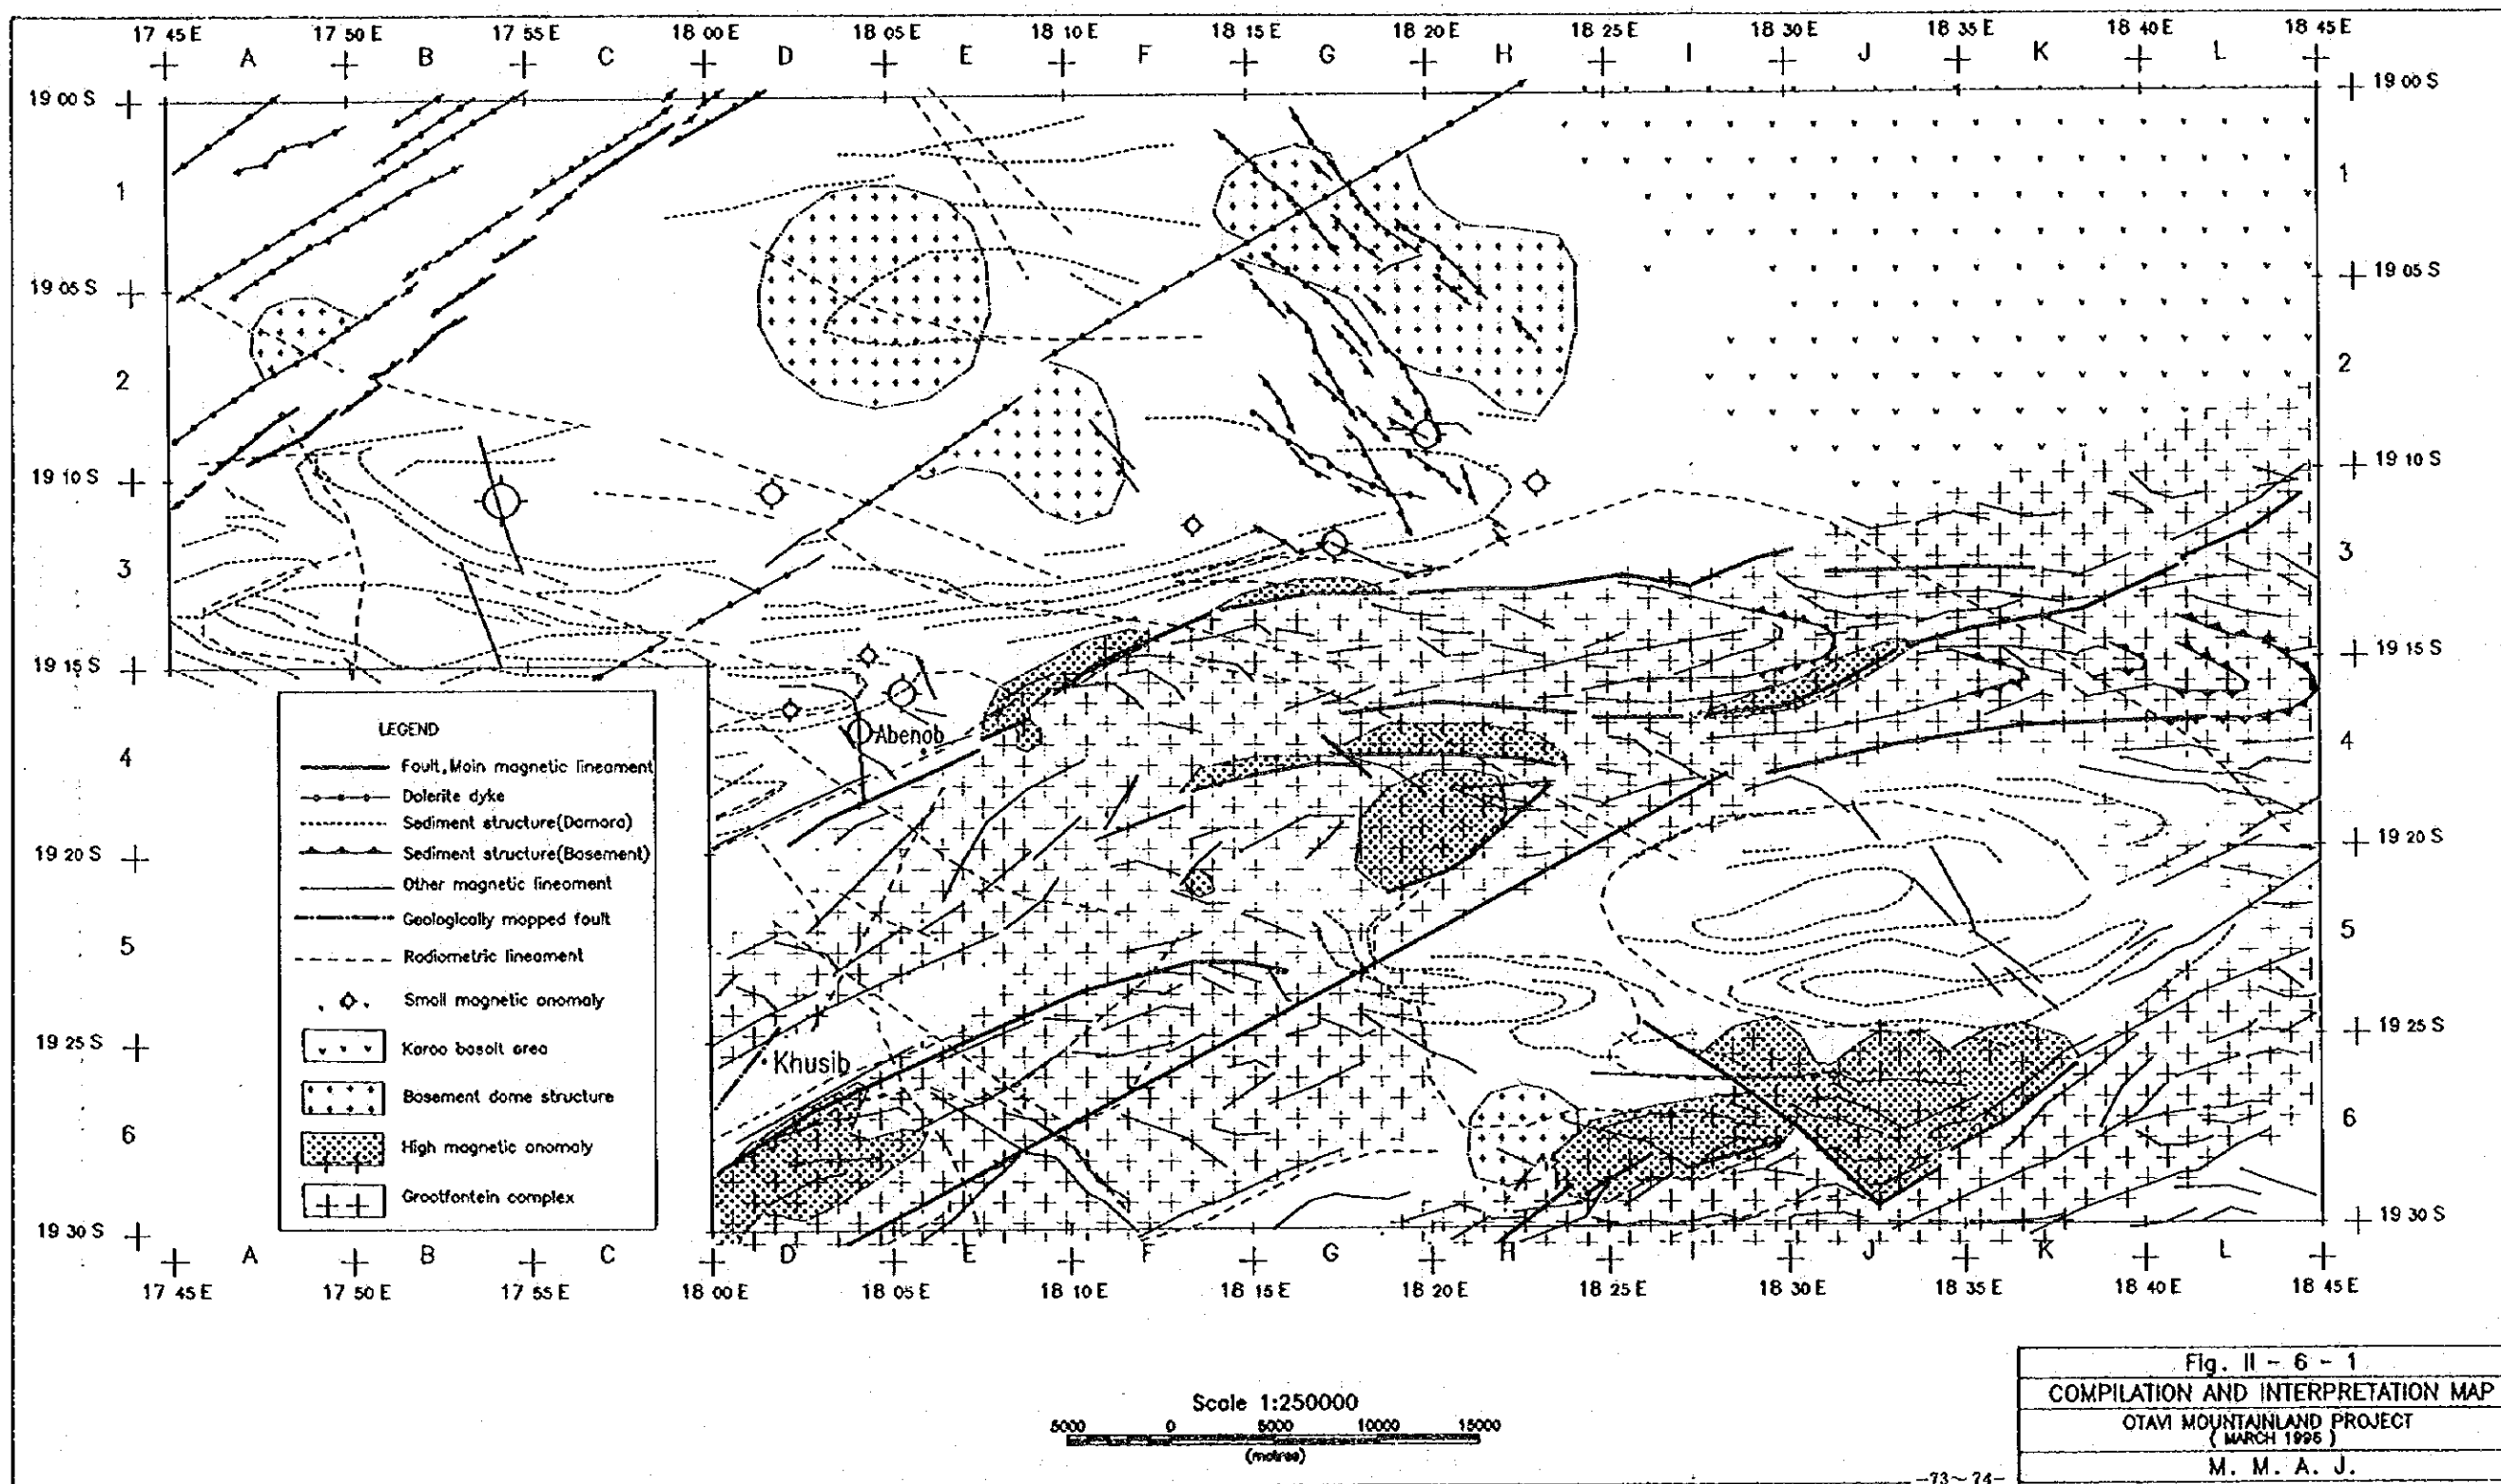 17 45 E 17 50 E 17 55 E 18 00 E 18 05 E 18 10 E 18 15 E 18 20 E 18 25 E 18 30 E 18 35 E 18 40 E 18 45 E
A B C D E F G H I J K L
19 00 S 19 00 S
1 1
19 05 S 19 05 S
2 2
19 10 S 19 10 S
3 3
19 15 S 19 15 S
LEGEND
Abenob
4 4
Fault, Main magnetic lineament
Dolerite dyke
Sediment structure(Damara)
Sediment structure(Basement)
19 20 S 19 20 S
Other magnetic lineament
Geologically mapped fault
5 5
Radiometric lineament
Small magnetic anomaly
19 25 S 19 25 S
Karoo basalt area
Khusib
Basement dome structure
6 6
High magnetic anomaly
Grootfontein complex
19 30 S 19 30 S
A B C D E F G H I J K L
17 45 E 17 50 E 17 55 E 18 00 E 18 05 E 18 10 E 18 15 E 18 20 E 18 25 E 18 30 E 18 35 E 18 40 E 18 45 E
Scale 1:250000
5000 0 5000 10000 15000
(metres)
Fig. II - 6 - 1
COMPILATION AND INTERPRETATION MAP
OTAVI MOUNTAINLAND PROJECT
( MARCH 1995 )
M. M. A. J.
-73~74-